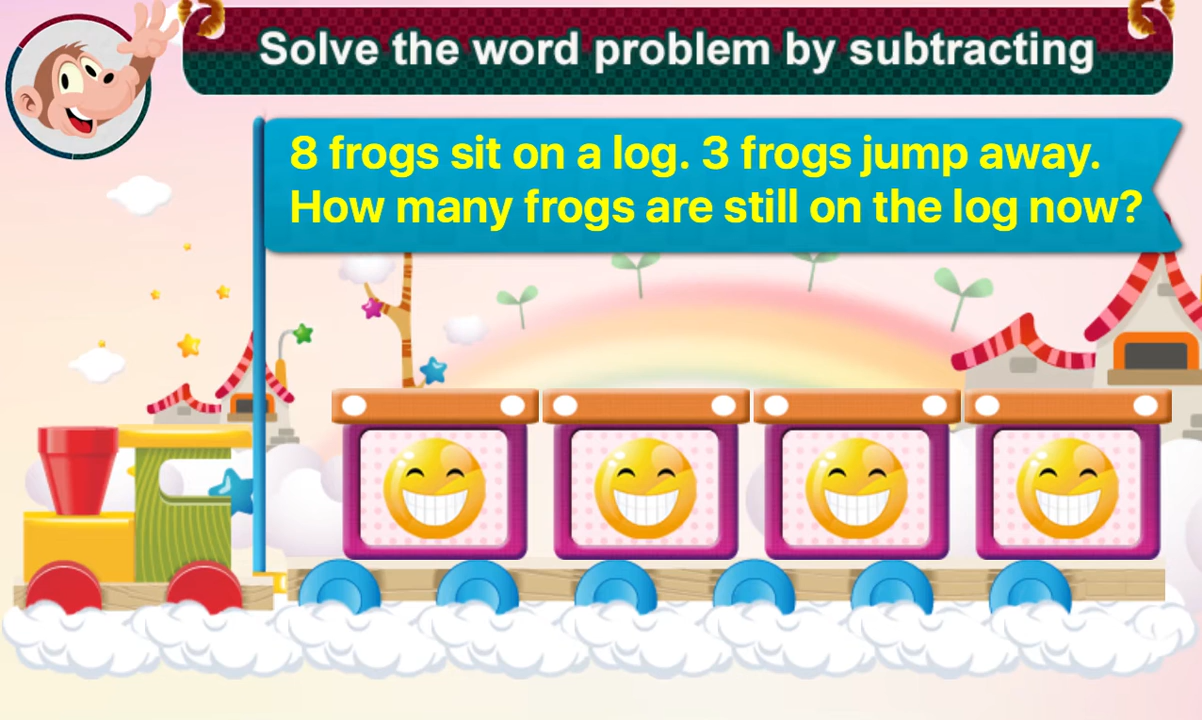 Solve the word problem by subtracting
8 frogs sit on a log. 3 frogs jump away.
How many frogs are still on the log now?